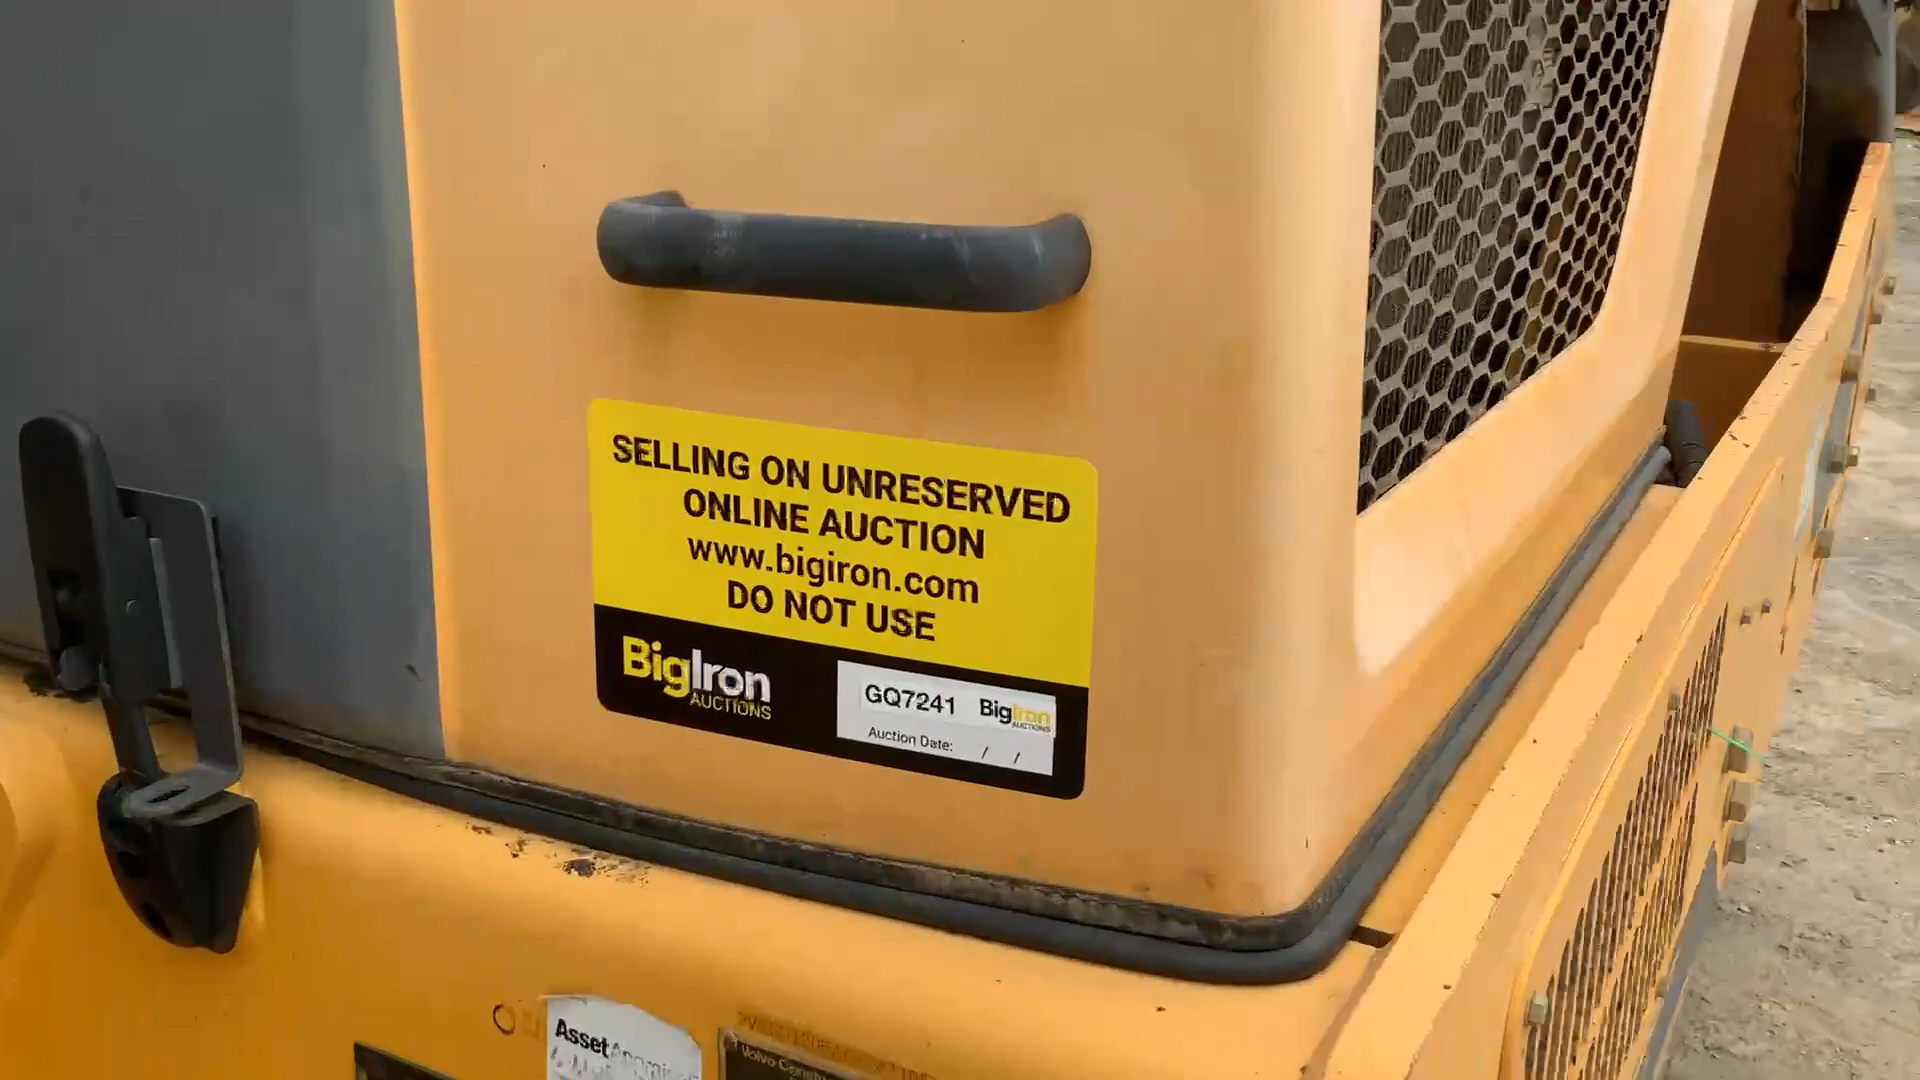 SELLING ON UNRESERVED
ONLINE AUCTION
www.bigiron.com
DO NOT USE
BigIron
AUCTIONS
GQ7241 BigIron
AUCTIONS
Auction Date: / /
Asset
Volvo